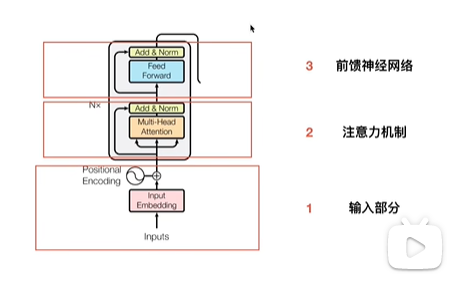 Add & Norm
Feed
Forward
3 前馈神经网络
N×
Add & Norm
Multi-Head
Attention
2 注意力机制
Positional
Encoding
Input
Embedding
1 输入部分
Inputs